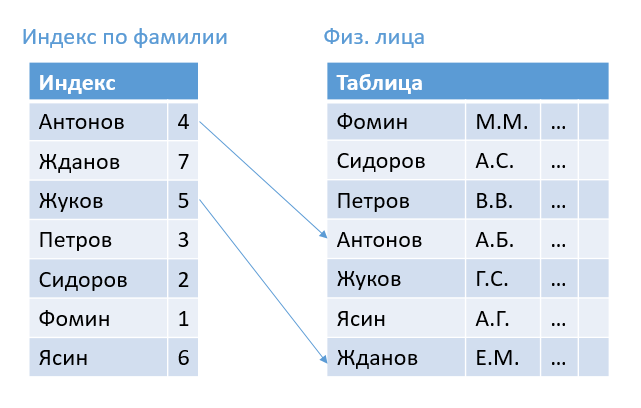 Индекс по фамилии
Физ. лица
Индекс
Антонов 4
Жданов 7
Жуков 5
Петров 3
Сидоров 2
Фомин 1
Ясин 6
Таблица
Фомин М.М. ...
Сидоров А.С. ...
Петров В.В. ...
Антонов А.Б. ...
Жуков Г.С. ...
Ясин А.Г. ...
Жданов Е.М. ...